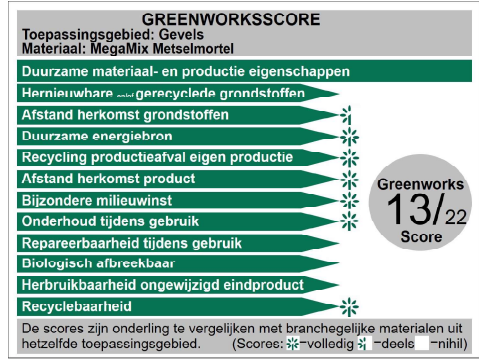 GREENWORKSSCORE
Toepassingsgebied: Gevels
Materiaal: MegaMix Metselmortel
Duurzame materiaal- en productie eigenschappen
Hernieuwbare en/of gerecyclede grondstoffen
Afstand herkomst grondstoffen
Duurzame energiebron
Recycling productieafval eigen productie
Afstand herkomst product
Bijzondere milieuwinst
Onderhoud tijdens gebruik
Repareerbaarheid tijdens gebruik
Biologisch afbreekbaar
Herbruikbaarheid ongewijzigd eindproduct
Recyclebaarheid
Greenworks
13/22
Score
De scores zijn onderling te vergelijken met branchegelijke materialen uit
hetzelfde toepassingsgebied. (Scores: =volledig =deels =nihil)